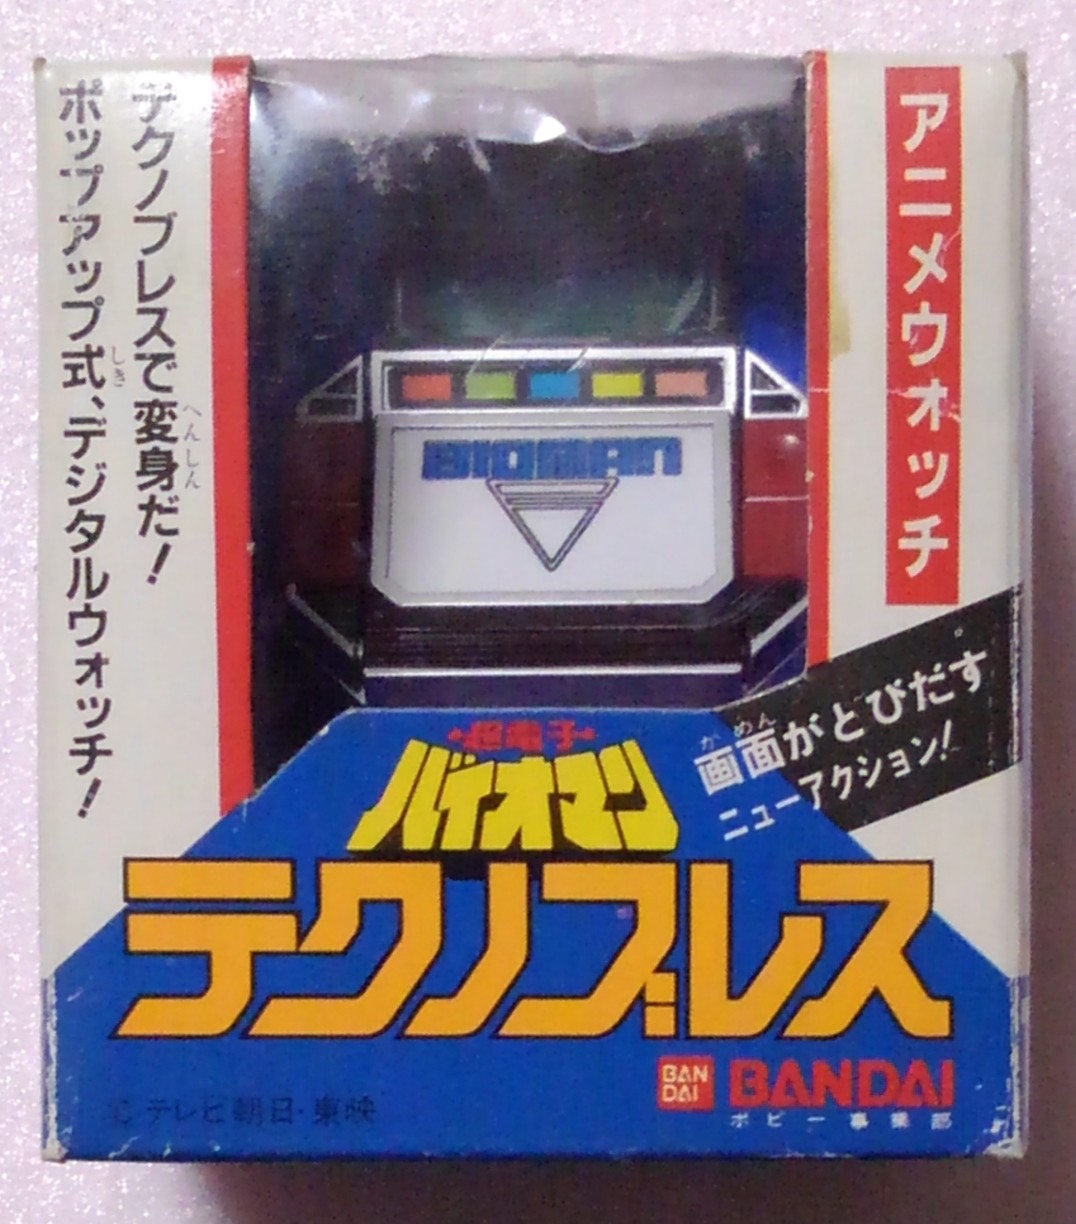 アニメウォッチ
テクノブレスで変身だ!
へんしん
ポップアップ式、デジタルウォッチ!
しき
BIOMAN
画面がとびだす
がめん
ニューアクション!
超電子
バイオマン
テクノブレス
BAN
DAI
BANDAI
ポピー事業部
© テレビ朝日・東映